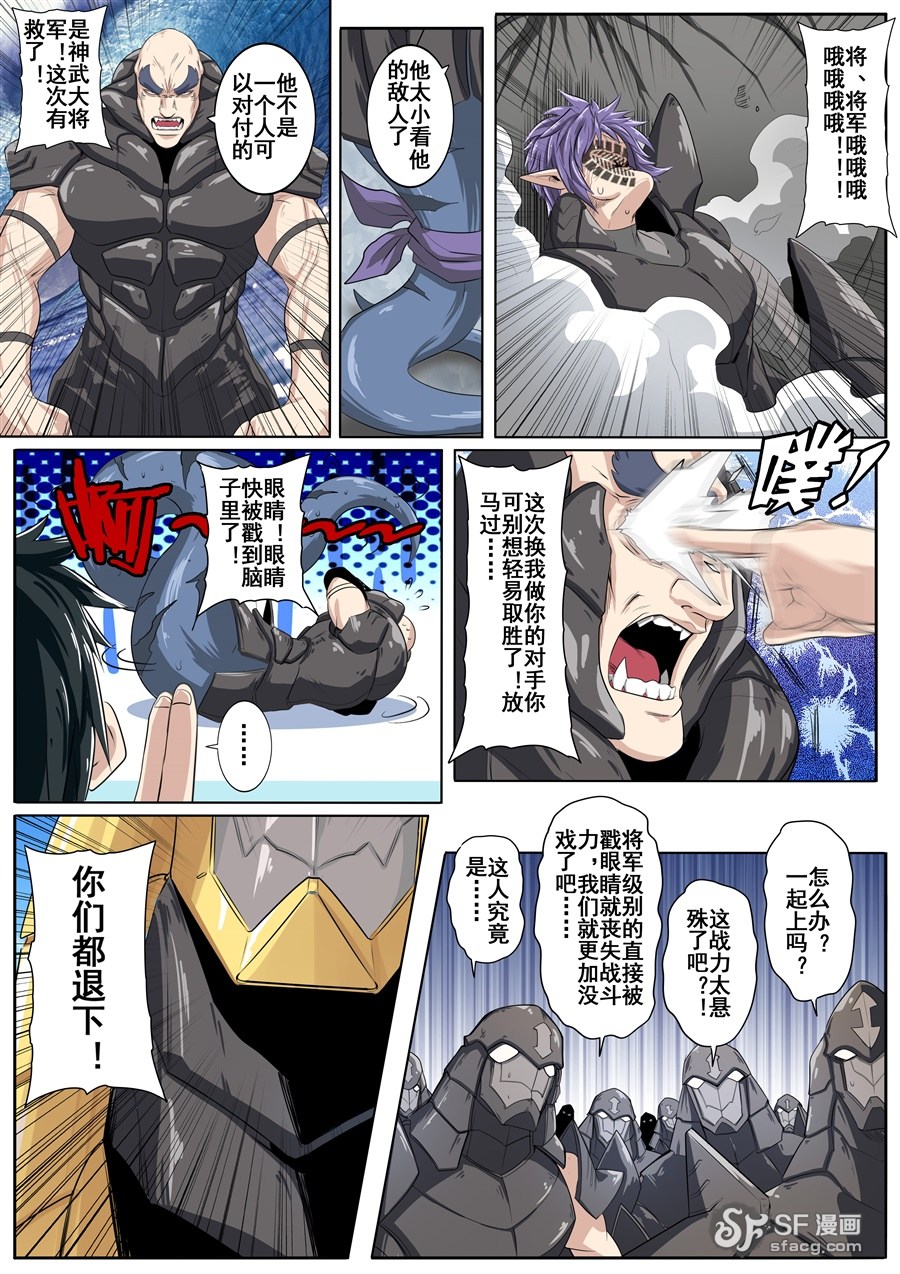 将、将军哦哦哦
哦哦哦哦！！！
他太小看他
的敌人了
他不是
一个人可
以对付的
是神武大将
军！这次有
救了！
噗！
这次换我做你的对手你
可别想轻易取胜了！放
马过……
眼睛！眼睛
快被戳到脑
子里了！
……
怎么办？
一起上吗？
这战力太悬
殊了吧？！
将军级别的直接被
戳眼睛就丧失战斗
力，我们就更加没
戏了吧……
这人究竟
是……
你们都退下！
SF 漫画
sfacg.com